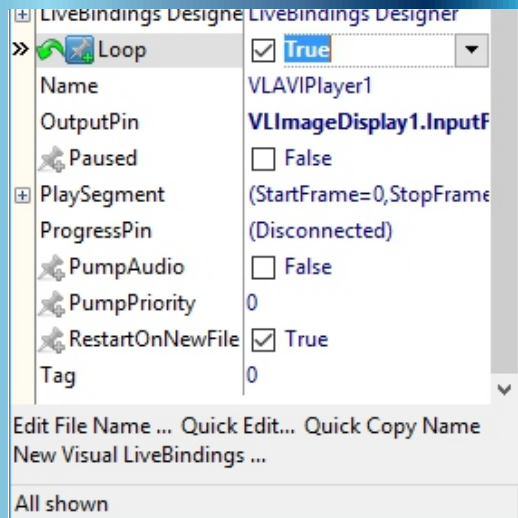 LiveBindings Designe LiveBindings Designer
Loop True
Name VLAVIPlayer1
OutputPin VLImageDisplay1.InputF
Paused False
PlaySegment (StartFrame=0,StopFrame
ProgressPin (Disconnected)
PumpAudio False
PumpPriority 0
RestartOnNewFile True
Tag 0
Edit File Name ... Quick Edit... Quick Copy Name
New Visual LiveBindings ...
All shown